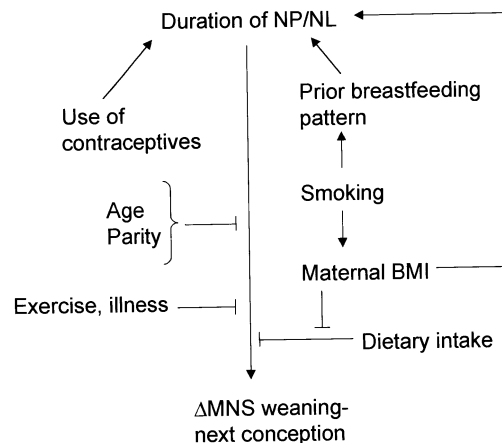 Duration of NP/NL
Use of
contraceptives
Prior breastfeeding
pattern
Age
Parity
Smoking
Maternal BMI
Exercise, illness
Dietary intake
ΔMNS weaning-
next conception